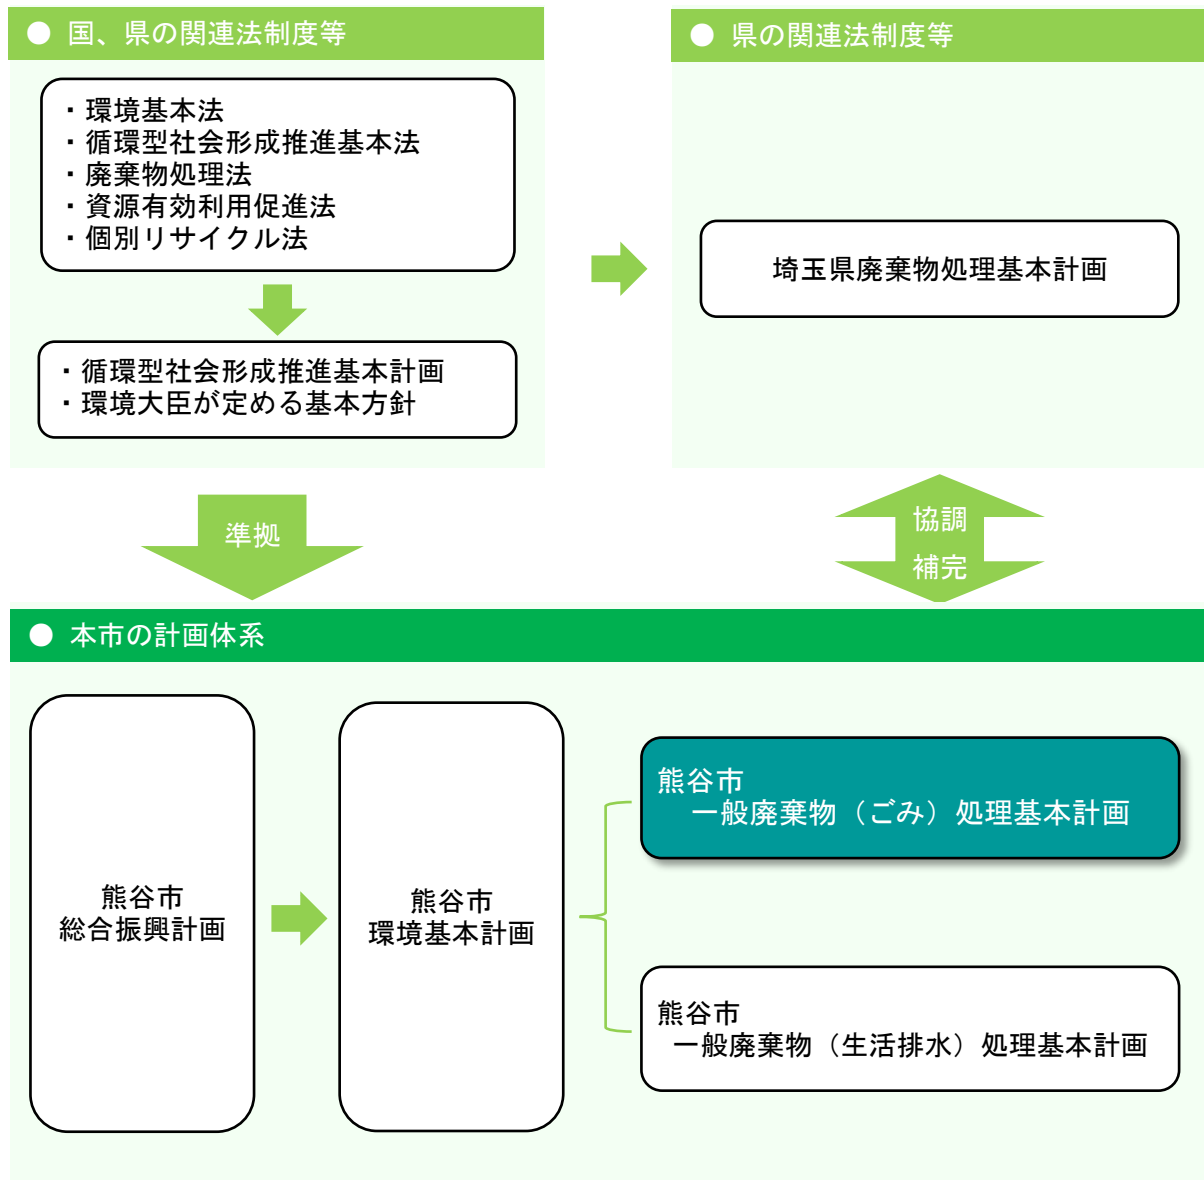 ● 国、県の関連法制度等
・環境基本法
・循環型社会形成推進基本法
・廃棄物処理法
・資源有効利用促進法
・個別リサイクル法
・循環型社会形成推進基本計画
・環境大臣が定める基本方針
● 県の関連法制度等
埼玉県廃棄物処理基本計画
準拠
協調
補完
● 本市の計画体系
熊谷市
総合振興計画
熊谷市
環境基本計画
熊谷市
一般廃棄物（ごみ）処理基本計画
熊谷市
一般廃棄物（生活排水）処理基本計画